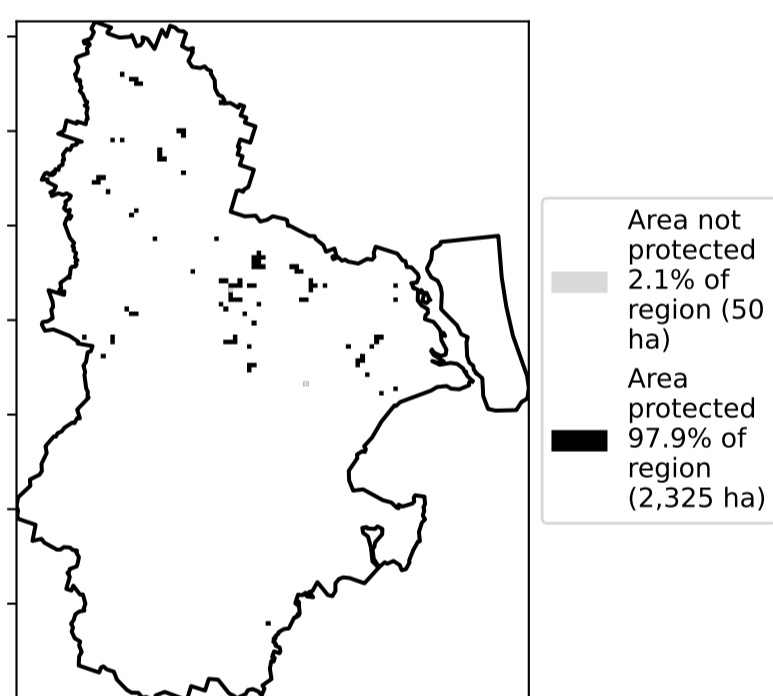 Area not
protected
2.1% of
region (50
ha)
Area
protected
97.9% of
region
(2,325 ha)